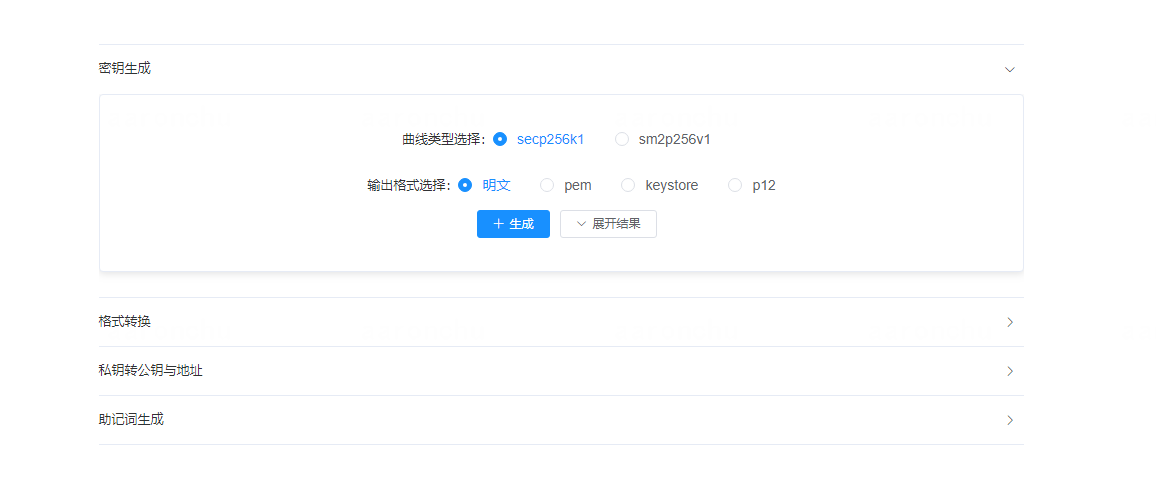 密钥生成
曲线类型选择: secp256k1 sm2p256v1
输出格式选择: 明文 pem keystore p12
生成 展开结果
格式转换
私钥转公钥与地址
助记词生成